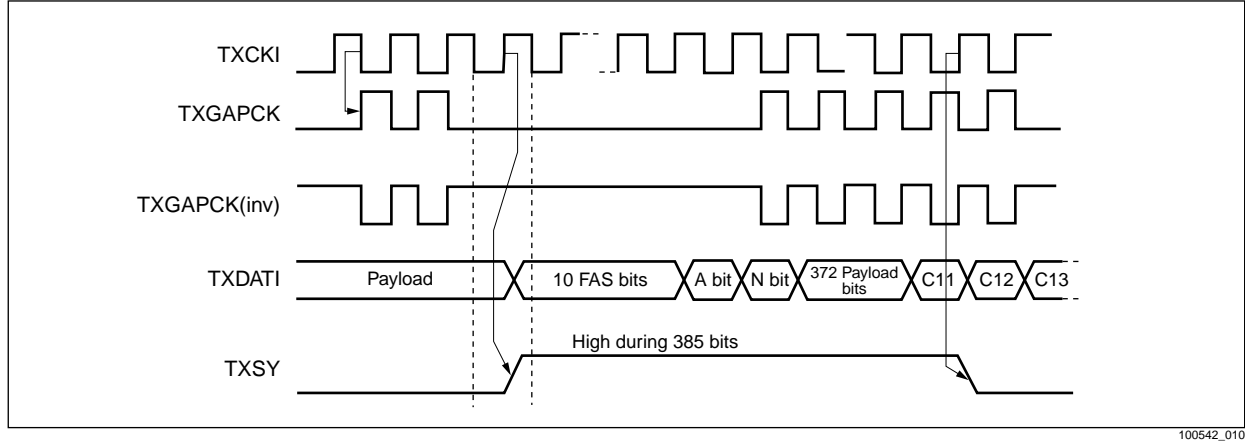 TXCKI
TXGAPCK
TXGAPCK(inv)
TXDATI
Payload
10 FAS bits
A bit
N bit
372 Payload
bits
C11
C12
C13
High during 385 bits
TXSY
100542_010